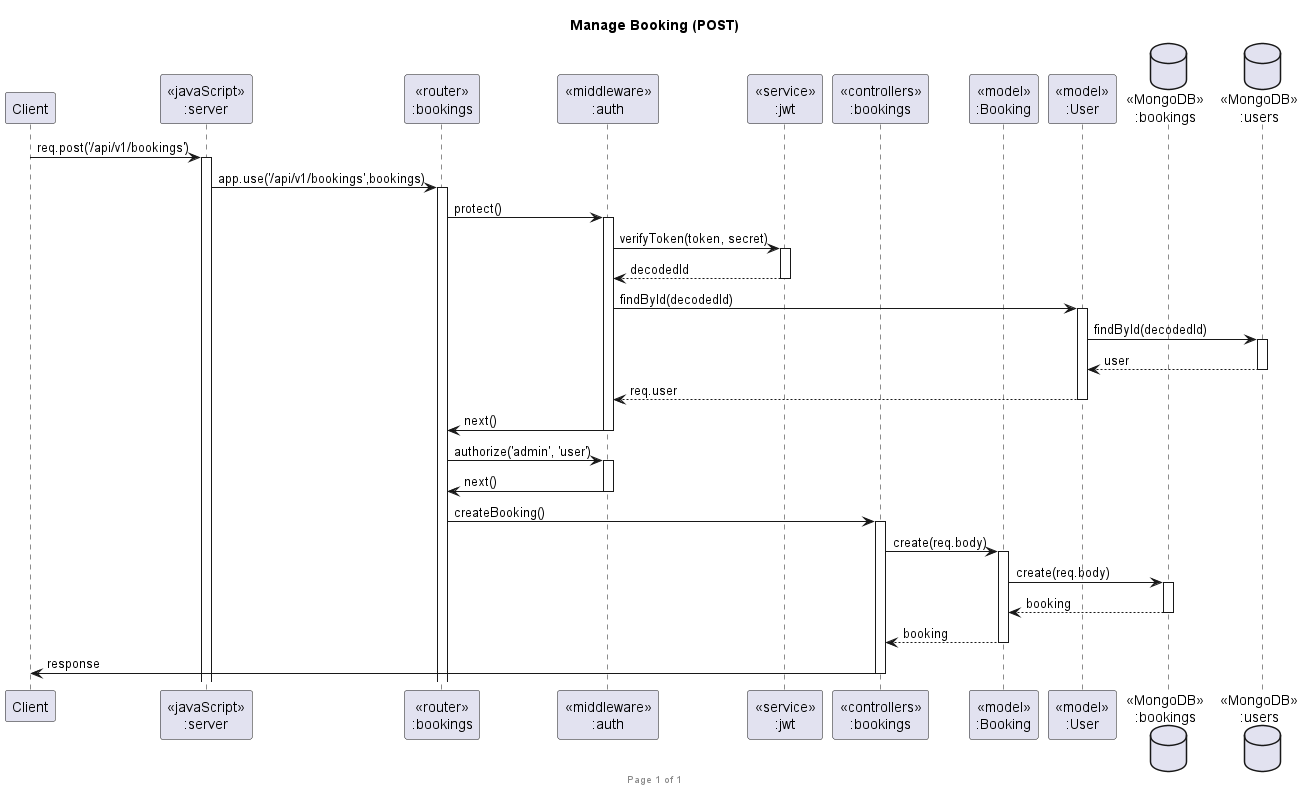 Manage Booking (POST)
Client
«javaScript»
:server
«router»
:bookings
«middleware»
:auth
«service»
:jwt
«controllers»
:bookings
«model»
:Booking
«model»
:User
«MongoDB»
:bookings
«MongoDB»
:users
req.post('/api/v1/bookings')
app.use('/api/v1/bookings',bookings)
protect()
verifyToken(token, secret)
decodedId
findById(decodedId)
findById(decodedId)
user
req.user
next()
authorize('admin', 'user')
next()
createBooking()
create(req.body)
create(req.body)
booking
booking
response
Client
«javaScript»
:server
«router»
:bookings
«middleware»
:auth
«service»
:jwt
«controllers»
:bookings
«model»
:Booking
«model»
:User
«MongoDB»
:bookings
«MongoDB»
:users
Page 1 of 1